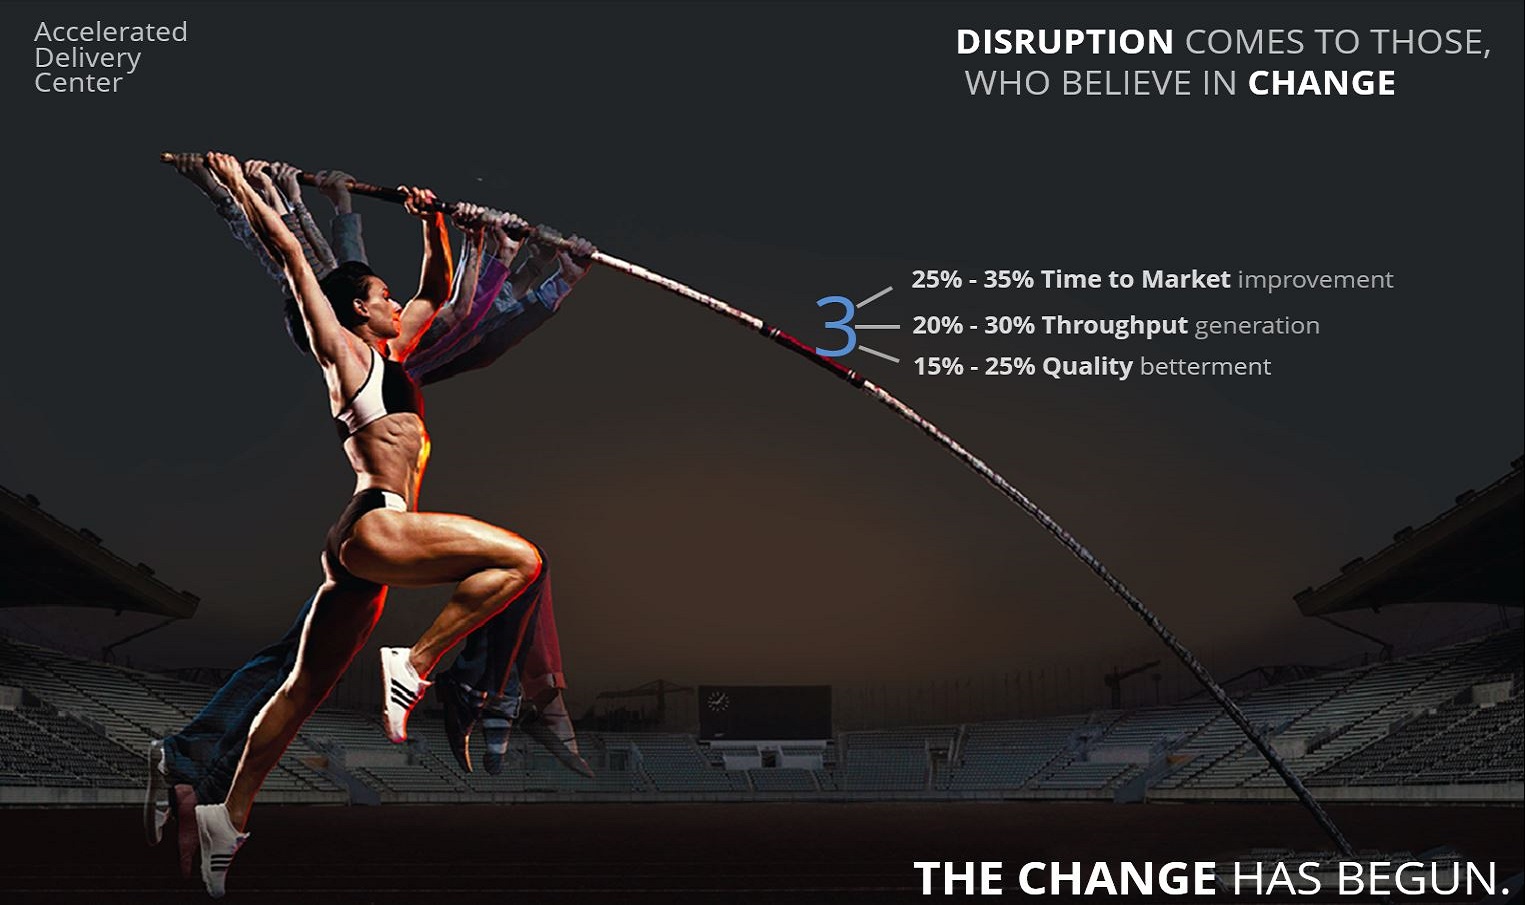 Accelerated
Delivery
Center
DISRUPTION COMES TO THOSE,
WHO BELIEVE IN CHANGE
3
25% - 35% Time to Market improvement
20% - 30% Throughput generation
15% - 25% Quality betterment
THE CHANGE HAS BEGUN.